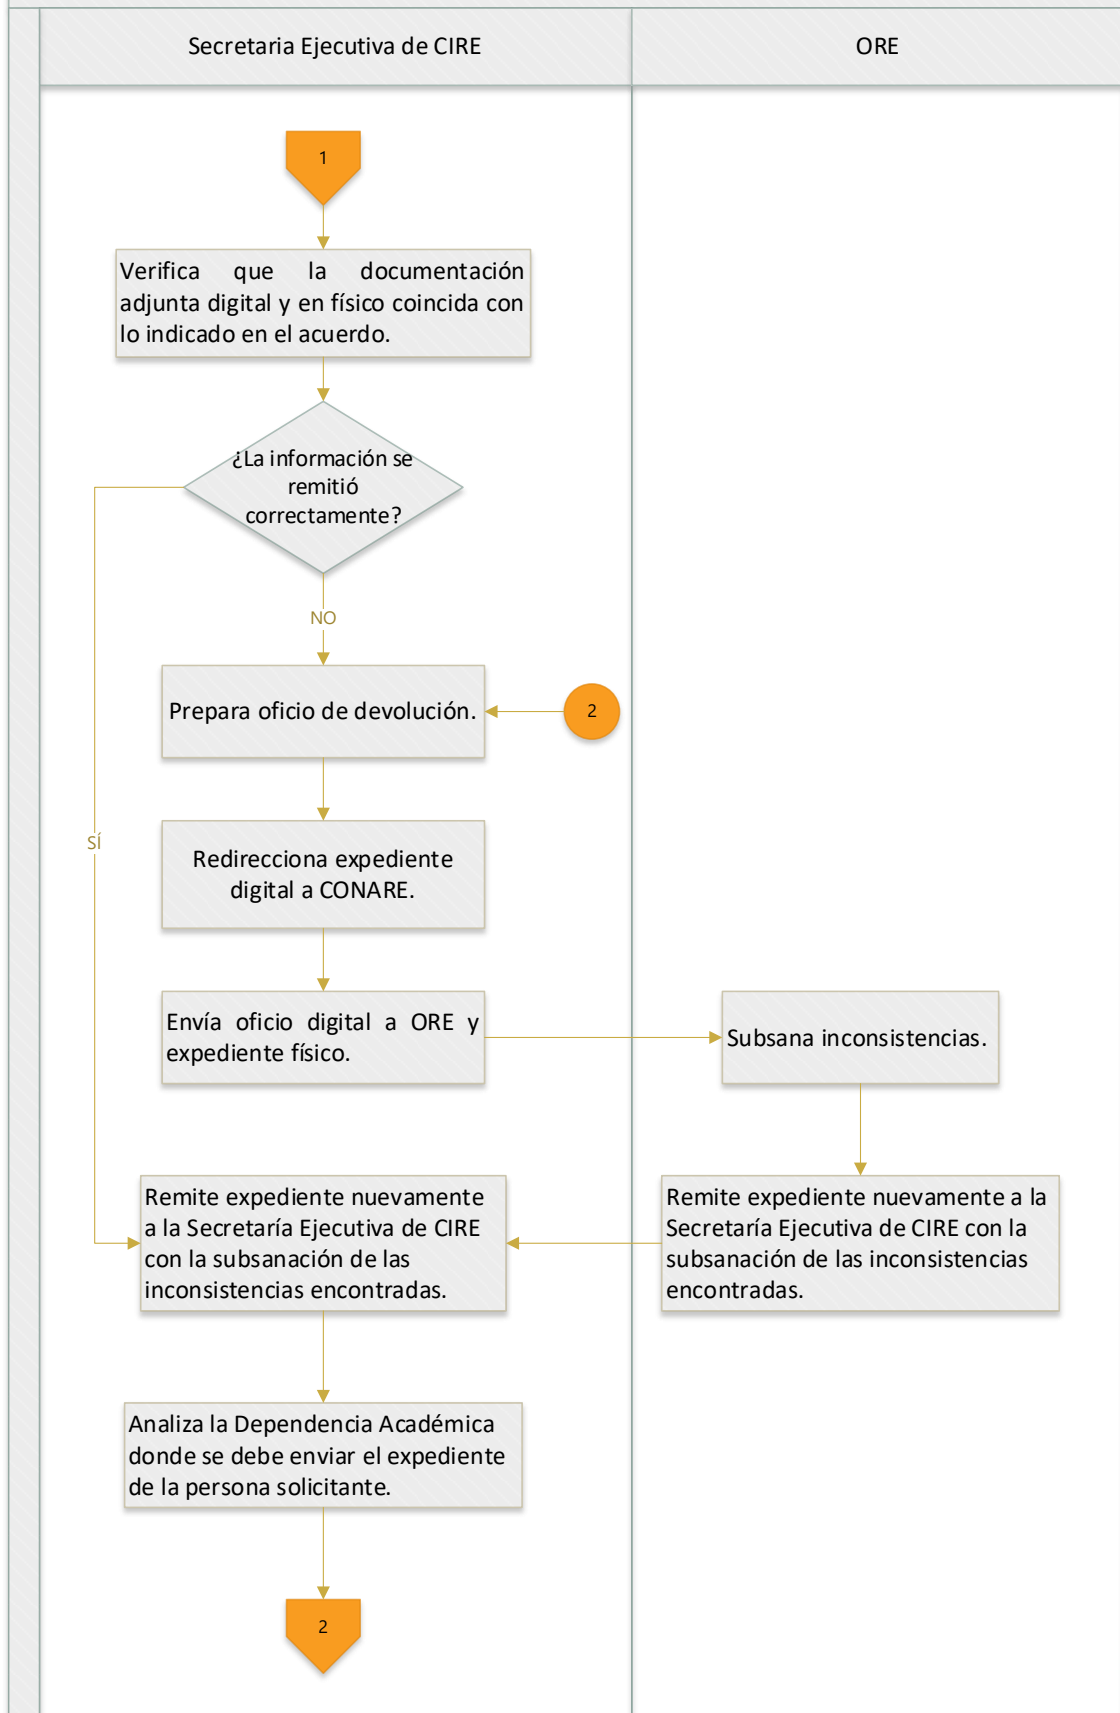 Secretaria Ejecutiva de CIRE
ORE
1
Verifica que la documentación
adjunta digital y en físico coincida con
lo indicado en el acuerdo.
¿La información se
remitió
correctamente?
NO
Prepara oficio de devolución.
2
SÍ
Redirecciona expediente
digital a CONARE.
Envía oficio digital a ORE y
expediente físico.
Subsana inconsistencias.
Remite expediente nuevamente
a la Secretaría Ejecutiva de CIRE
con la subsanación de las
inconsistencias encontradas.
Remite expediente nuevamente a la
Secretaría Ejecutiva de CIRE con la
subsanación de las inconsistencias
encontradas.
Analiza la Dependencia Académica
donde se debe enviar el expediente
de la persona solicitante.
2